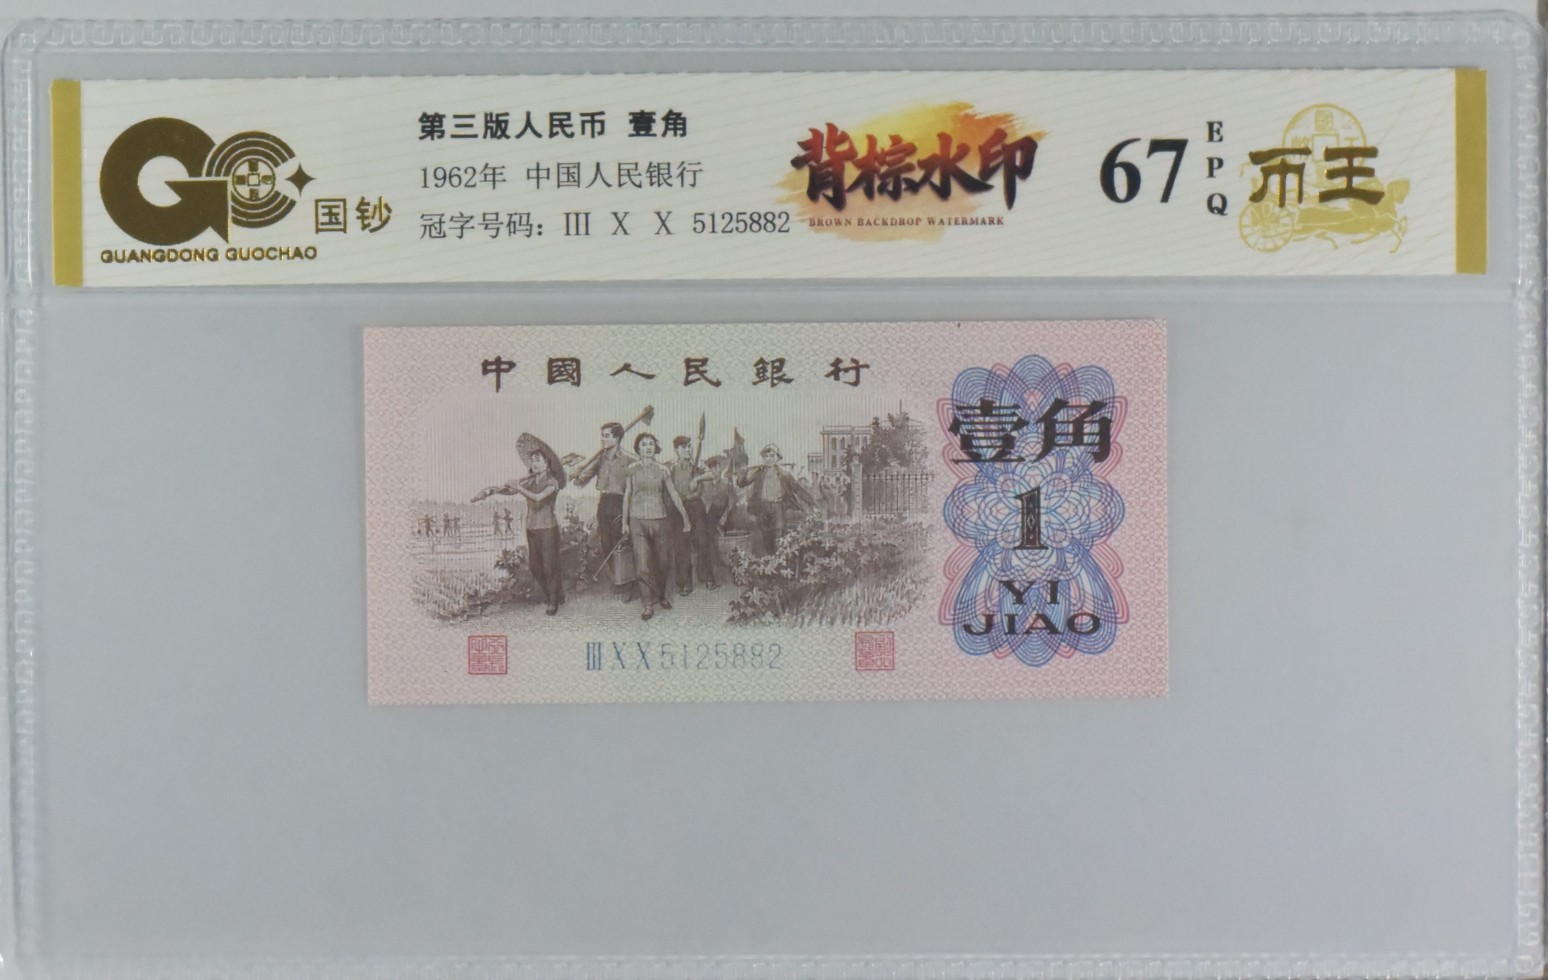 国钞
GUANGDONG GUOCHAO
第三版人民币 壹角
1962年 中国人民银行
冠字号码：Ⅲ X X 5125882
背棕水印
BROWN BACKDROP WATERMARK
67
EPQ
币王
中國人民銀行
壹角
1
YI
JIAO
ⅢXX5125882